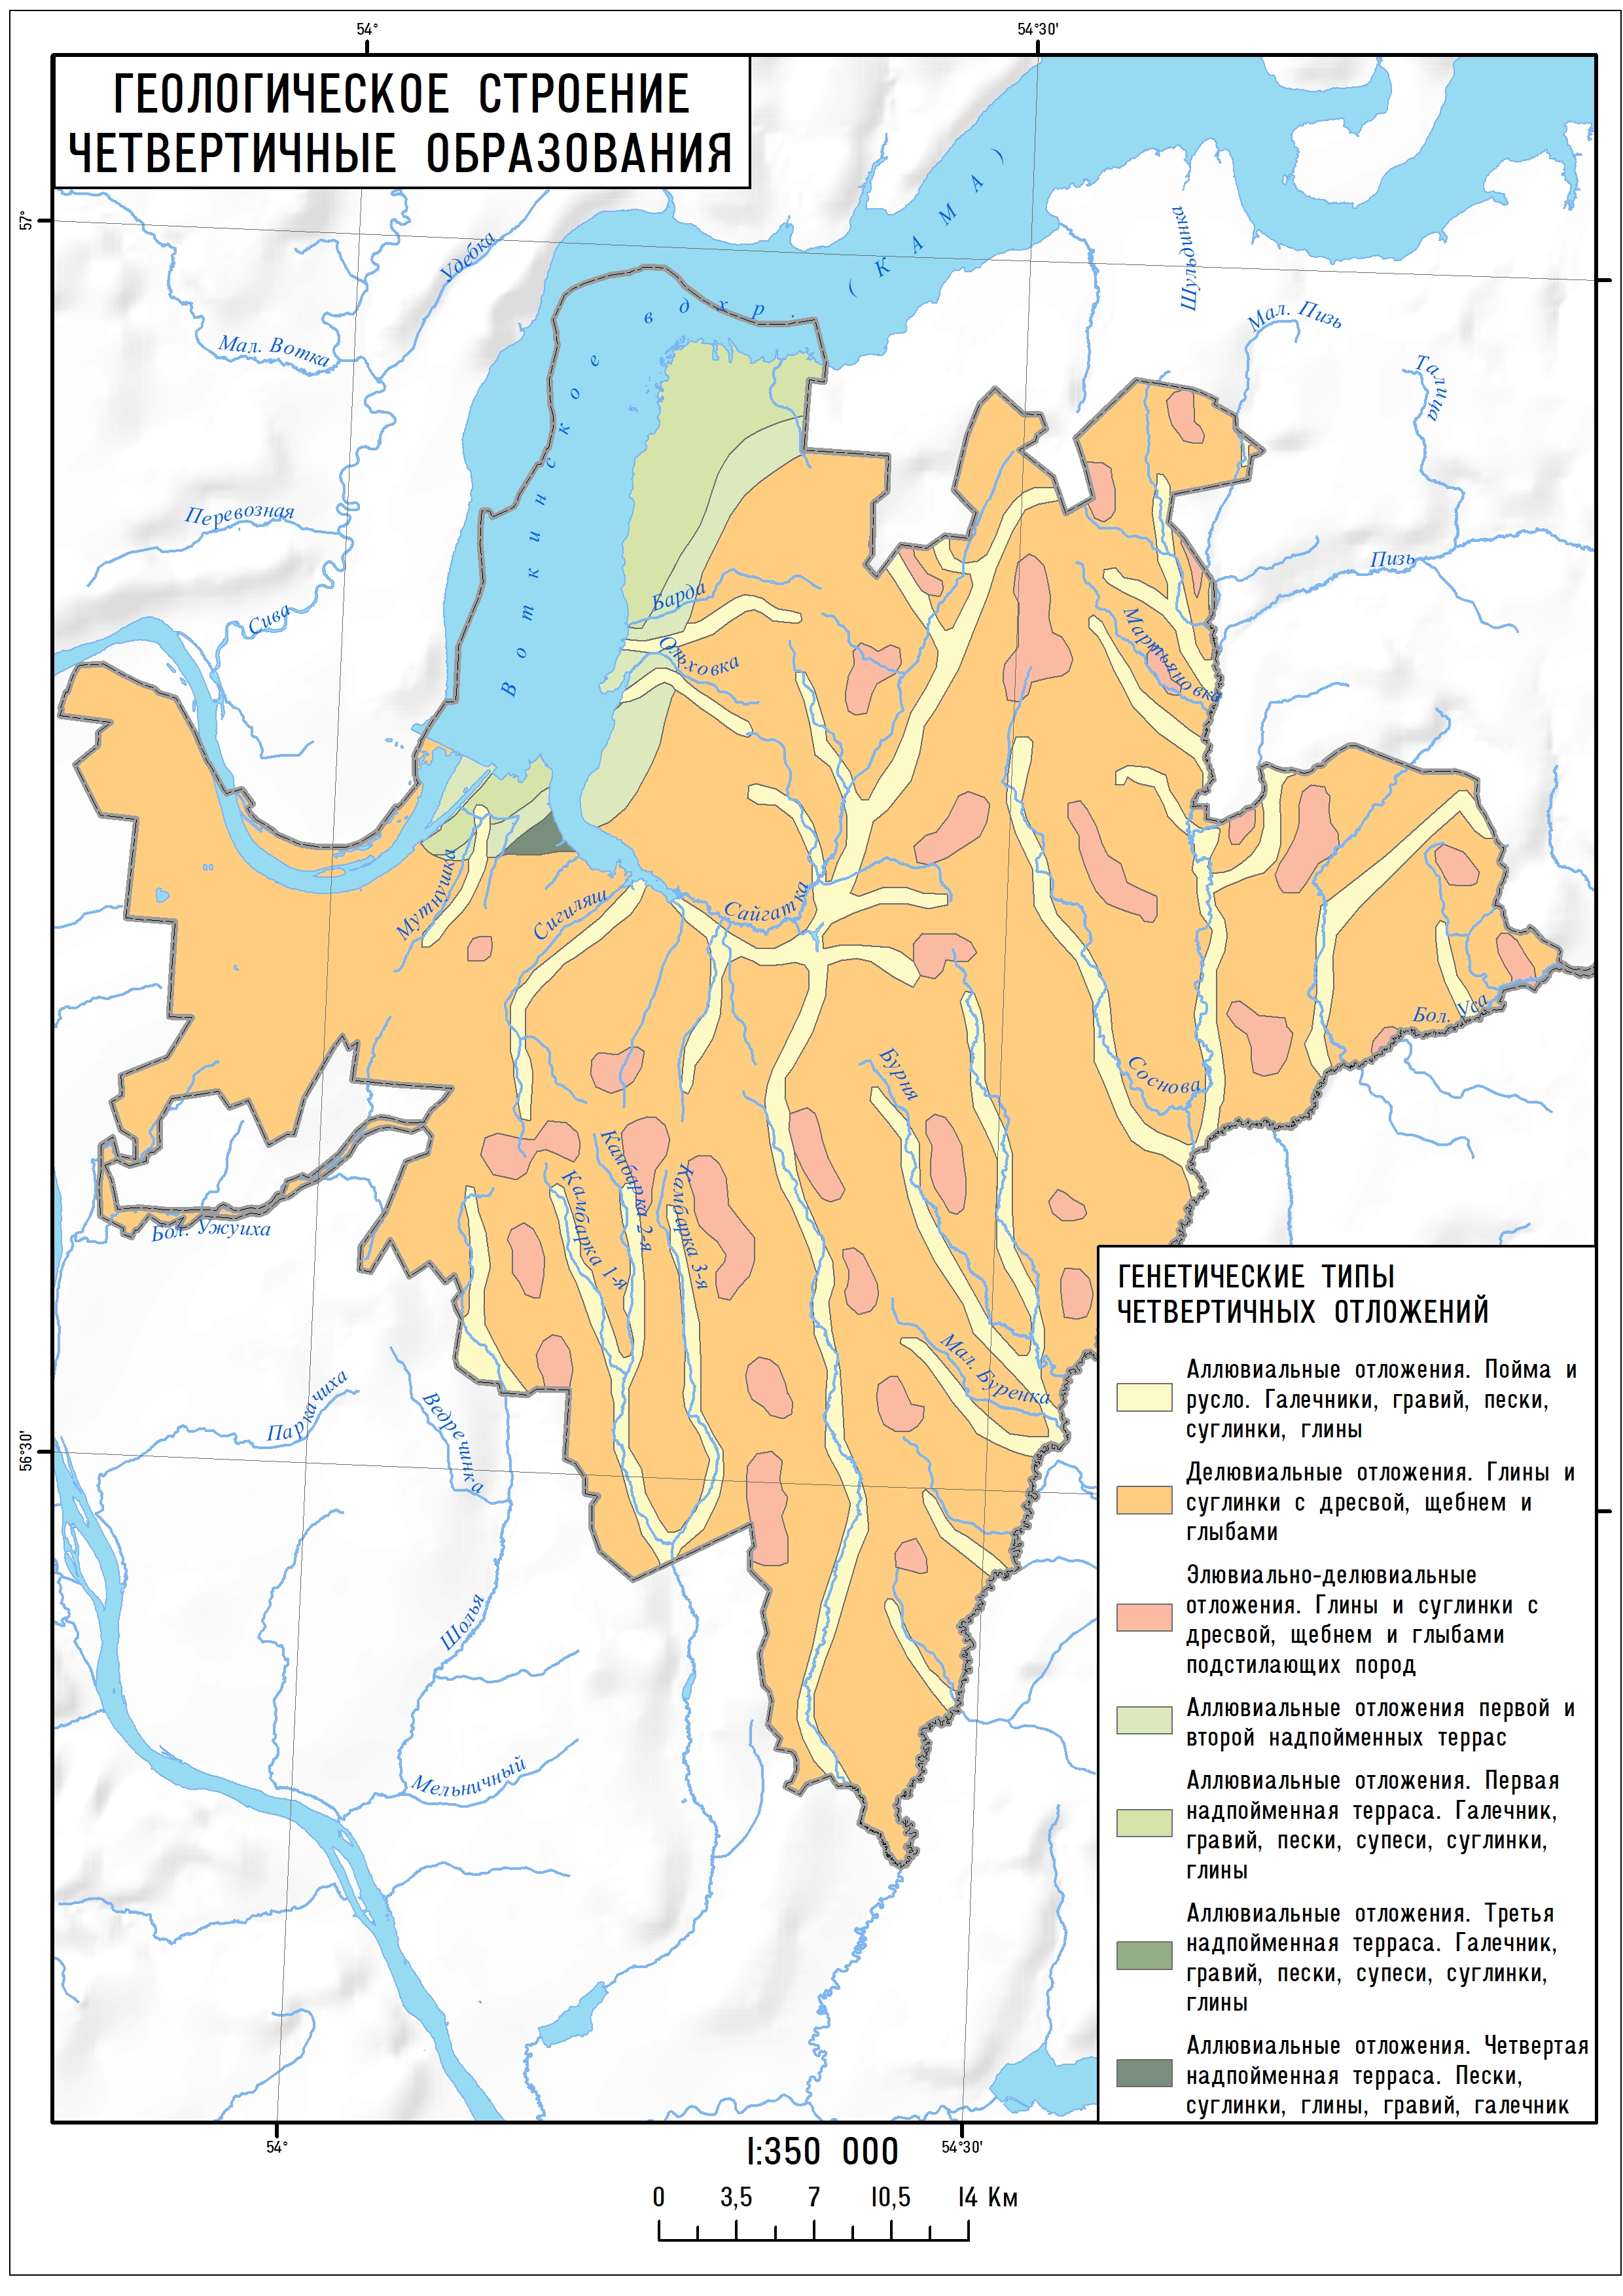 54°
54°30'
ГЕОЛОГИЧЕСКОЕ СТРОЕНИЕ
ЧЕТВЕРТИЧНЫЕ ОБРАЗОВАНИЯ
57°
(КАМА)
Шульдипка
Удебка
Мал. Вотка
вдхр.
Мал. Пизь
Талица
Воткинское
Перевозная
Пизь
Сива
Барда
Мартьяновка
Ольховка
Мутнушка
Сигиляш
Сайгатка
Бол. Уса
Бурня
Соснова
Камбарка 1-я
Камбарка 2-я
Камбарка 3-я
Бол. Ужуиха
Мал. Буренка
Паркачиха
Ведречинка
56°30'
Шолья
Мельничный
ГЕНЕТИЧЕСКИЕ ТИПЫ
ЧЕТВЕРТИЧНЫХ ОТЛОЖЕНИЙ
Аллювиальные отложения. Пойма и
русло. Галечники, гравий, пески,
суглинки, глины
Делювиальные отложения. Глины и
суглинки с дресвой, щебнем и
глыбами
Элювиально-делювиальные
отложения. Глины и суглинки с
дресвой, щебнем и глыбами
подстилающих пород
Аллювиальные отложения первой и
второй надпойменных террас
Аллювиальные отложения. Первая
надпойменная терраса. Галечник,
гравий, пески, супеси, суглинки,
глины
Аллювиальные отложения. Третья
надпойменная терраса. Галечник,
гравий, пески, супеси, суглинки,
глины
Аллювиальные отложения. Четвертая
надпойменная терраса. Пески,
суглинки, глины, гравий, галечник
54°
54°30'
1:350 000
0 3,5 7 10,5 14 Км